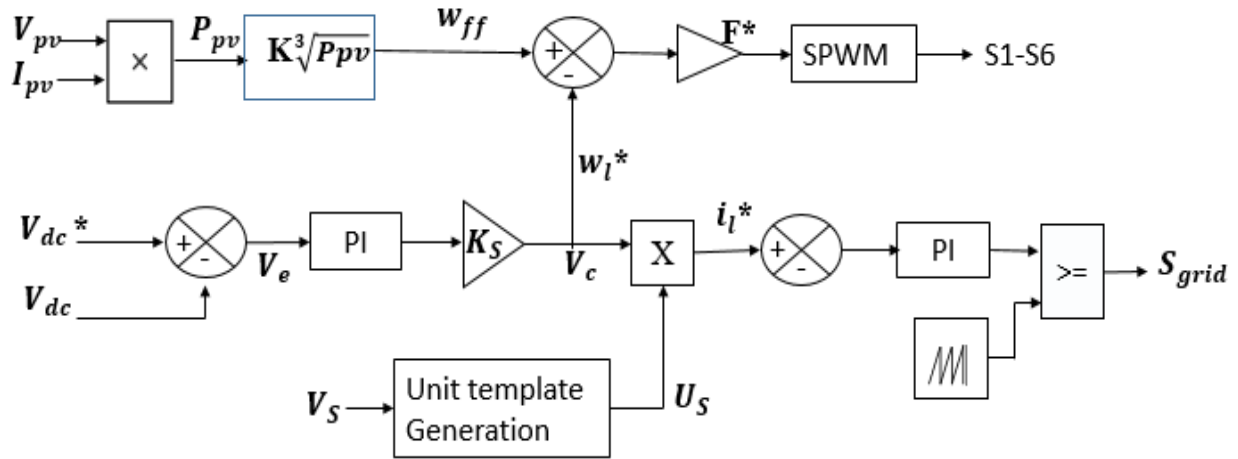 V_pv
I_pv
×
P_pv
K∛Ppv
w_ff
+
-
F*
SPWM
S1-S6
w_l*
V_dc *
V_dc
+
-
V_e
PI
K_S
V_c
X
i_l*
+
-
PI
>=
S_grid
V_S
Unit template
Generation
U_S